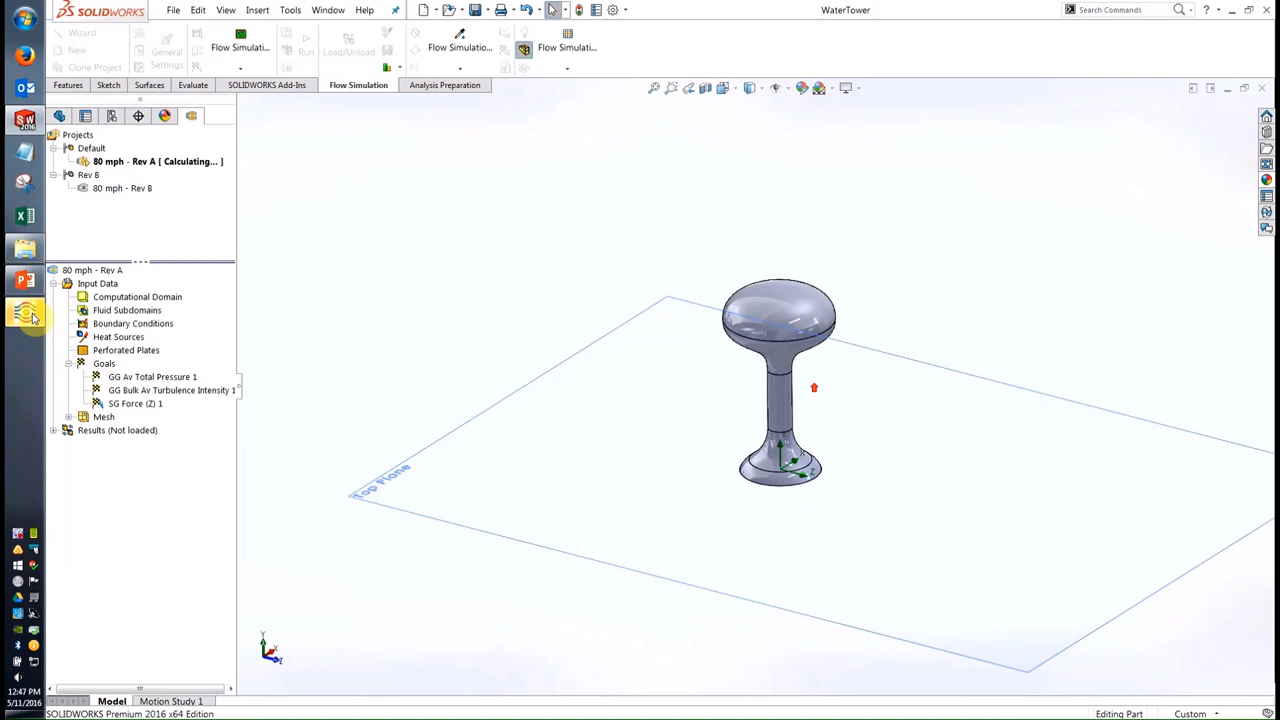 SOLIDWORKS File Edit View Insert Tools Window Help WaterTower Search Commands
Wizard
New
Clone Project
General
Settings
Flow Simulati...
Run
Load/Unload
Flow Simulatio...
Flow Simulati...
Features Sketch Surfaces Evaluate SOLIDWORKS Add-Ins Flow Simulation Analysis Preparation
Projects
Default
80 mph - Rev A [ Calculating... ]
Rev B
80 mph - Rev B
80 mph - Rev A
Input Data
Computational Domain
Fluid Subdomains
Boundary Conditions
Heat Sources
Perforated Plates
Goals
GG Av Total Pressure 1
GG Bulk Av Turbulence Intensity 1
SG Force (Z) 1
Mesh
Results (Not loaded)
Top Plane
Y
X
Z
12:47 PM
5/11/2016
Model Motion Study 1
SOLIDWORKS Premium 2016 x64 Edition Editing Part Custom